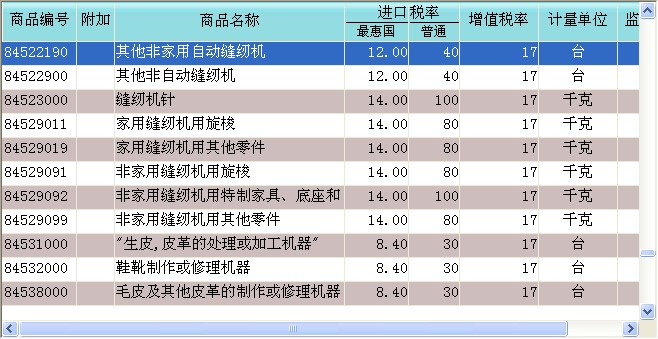 商品编号 附加 商品名称 进口税率 增值税率 计量单位 监
最惠国 普通
84522190 其他非家用自动缝纫机 12.00 40 17 台
84522900 其他非自动缝纫机 12.00 40 17 台
84523000 缝纫机针 14.00 100 17 千克
84529011 家用缝纫机用旋梭 14.00 80 17 千克
84529019 家用缝纫机用其他零件 14.00 80 17 千克
84529091 非家用缝纫机用旋梭 14.00 80 17 千克
84529092 非家用缝纫机用特制家具、底座和 14.00 100 17 千克
84529099 非家用缝纫机用其他零件 14.00 80 17 千克
84531000 "生皮,皮革的处理或加工机器" 8.40 30 17 台
84532000 鞋靴制作或修理机器 8.40 30 17 台
84538000 毛皮及其他皮革的制作或修理机器 8.40 30 17 台